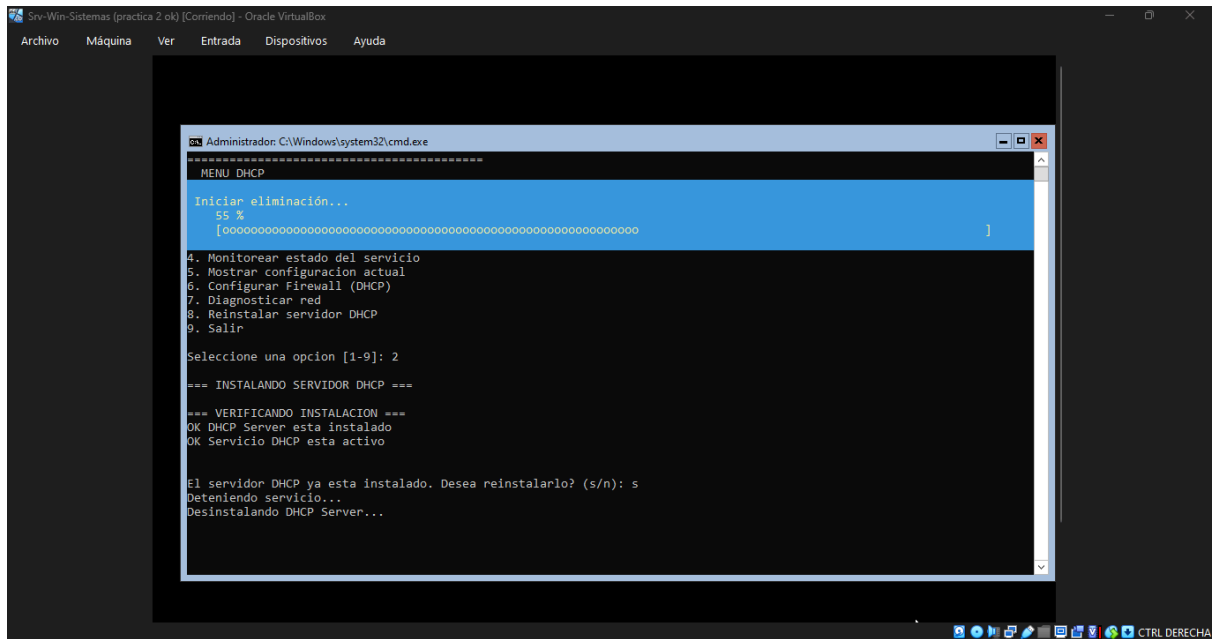 Srv-Win-Sistemas (practica 2 ok) [Corriendo] - Oracle VirtualBox
Archivo Máquina Ver Entrada Dispositivos Ayuda
Administrador: C:\Windows\system32\cmd.exe
==========================================
MENU DHCP
Iniciar eliminación...
55 %
[ooooooooooooooooooooooooooooooooooooooooooooooooooooooooooo ]
4. Monitorear estado del servicio
5. Mostrar configuracion actual
6. Configurar Firewall (DHCP)
7. Diagnosticar red
8. Reinstalar servidor DHCP
9. Salir
Seleccione una opcion [1-9]: 2
=== INSTALANDO SERVIDOR DHCP ===
=== VERIFICANDO INSTALACION ===
OK DHCP Server esta instalado
OK Servicio DHCP esta activo
El servidor DHCP ya esta instalado. Desea reinstalarlo? (s/n): s
Deteniendo servicio...
Desinstalando DHCP Server...
CTRL DERECHA